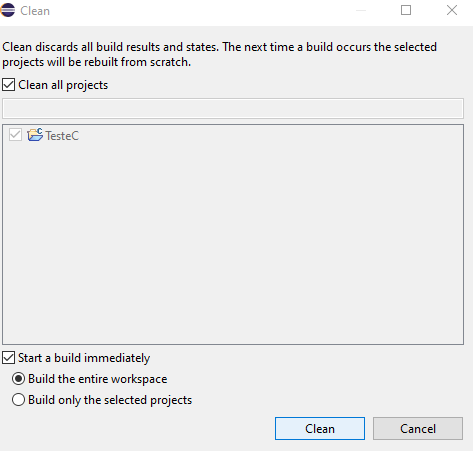 Clean
Clean discards all build results and states. The next time a build occurs the selected
projects will be rebuilt from scratch.
Clean all projects
TesteC
Start a build immediately
Build the entire workspace
Build only the selected projects
Clean
Cancel